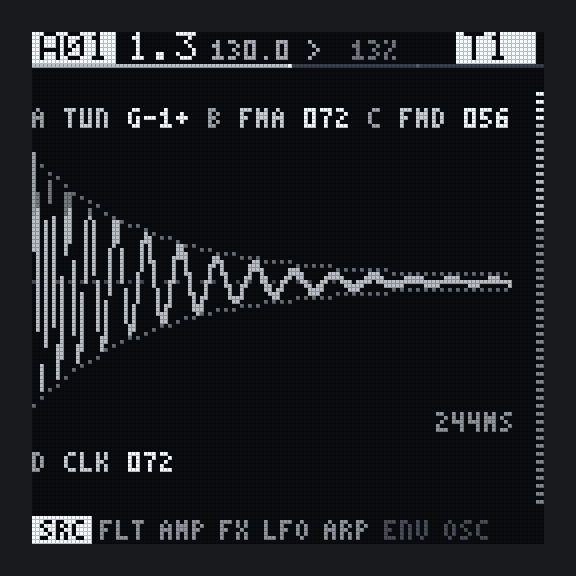 A01 1.3 130.0 > 13% T1
A TUN G-1+ B FMA 072 C FMD 056
244MS
D CLK 072
SRC FLT AMP FX LFO ARP ENV OSC